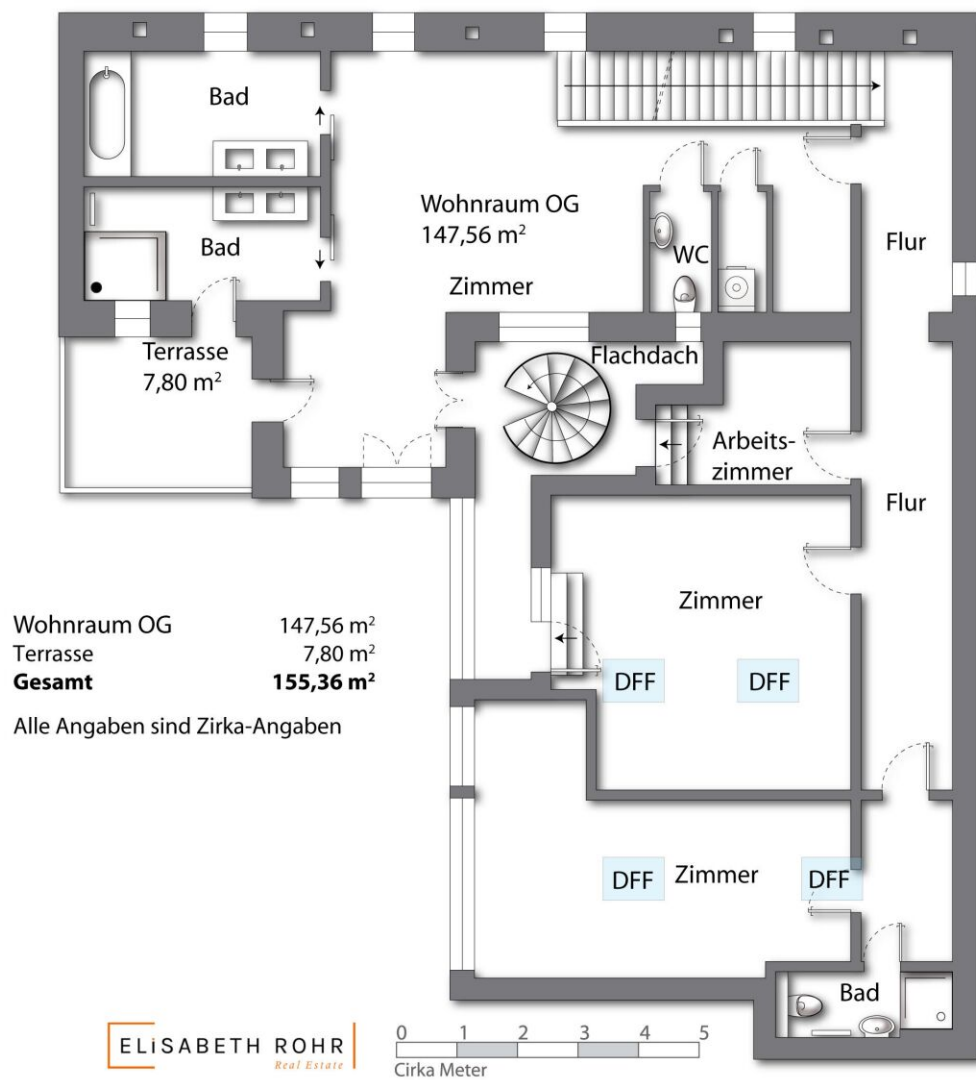 Bad
Bad
Wohnraum OG
147,56 m²
Zimmer
WC
Flur
Terrasse
7,80 m²
Flachdach
Arbeits-
zimmer
Flur
Zimmer
DFF DFF
Wohnraum OG 147,56 m²
Terrasse 7,80 m²
Gesamt 155,36 m²
Alle Angaben sind Zirka-Angaben
DFF Zimmer DFF
Bad
ELiSABETH ROHR
Real Estate
0 1 2 3 4 5
Cirka Meter